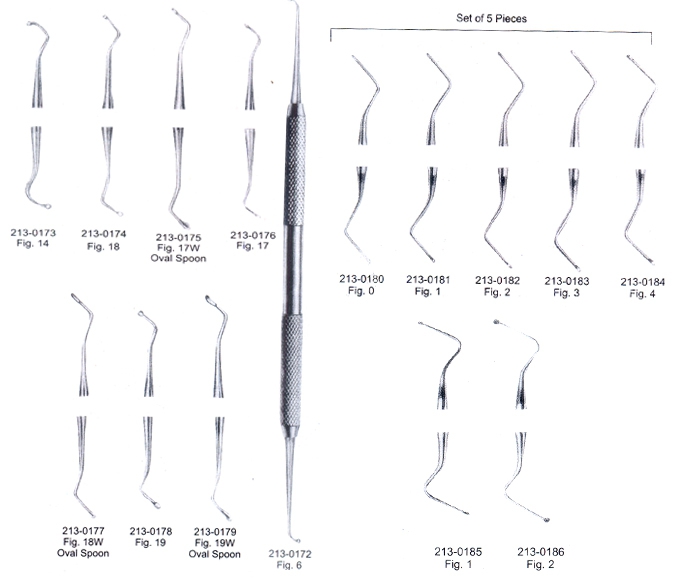 Set of 5 Pieces
213-0173
Fig. 14
213-0174
Fig. 18
213-0175
Fig. 17W
Oval Spoon
213-0176
Fig. 17
213-0180
Fig. 0
213-0181
Fig. 1
213-0182
Fig. 2
213-0183
Fig. 3
213-0184
Fig. 4
213-0177
Fig. 18W
Oval Spoon
213-0178
Fig. 19
213-0179
Fig. 19W
Oval Spoon
213-0172
Fig. 6
213-0185
Fig. 1
213-0186
Fig. 2